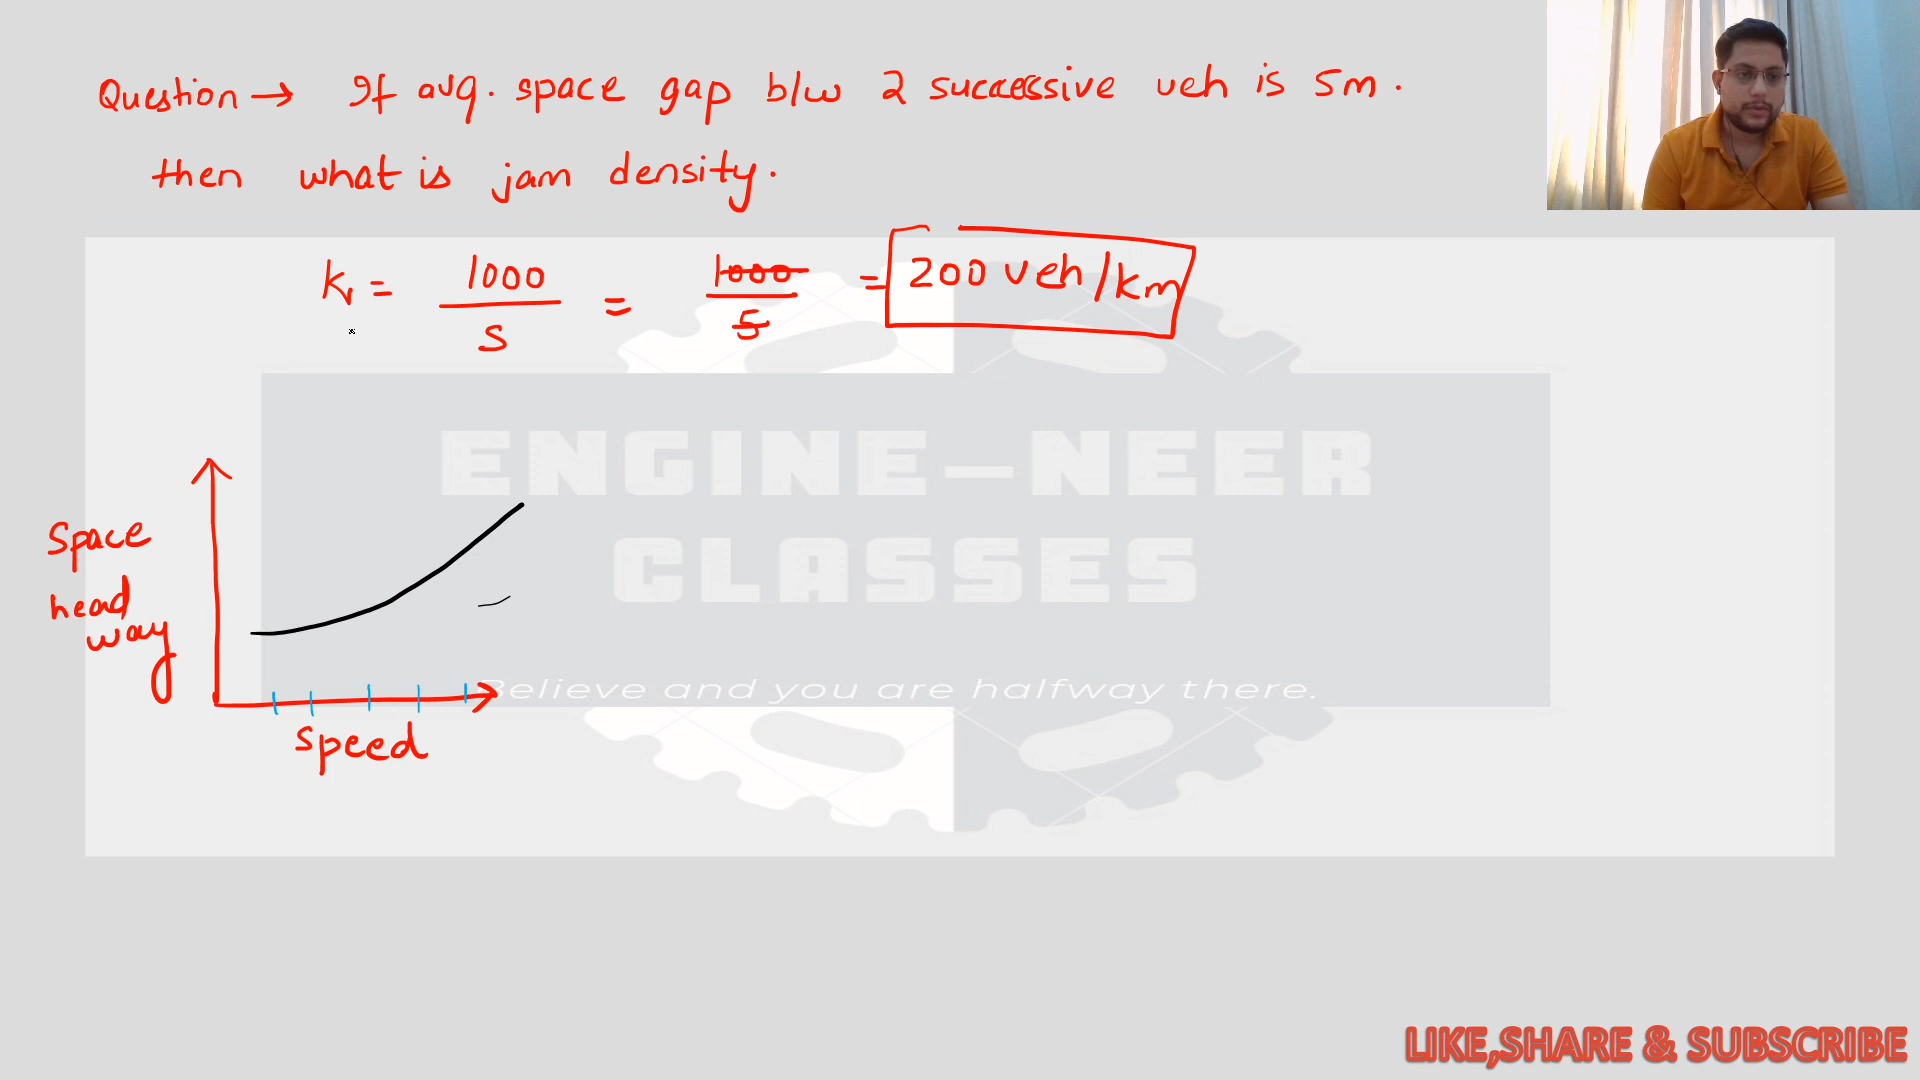 Question → If avg. space gap b/w 2 successive veh is 5m.
then what is jam density.
k = 1000 / S = 1000 / 5 = 200 veh/km
ENGINE-NEER
CLASSES
Believe and you are halfway there.
Space
head
way
speed
LIKE,SHARE & SUBSCRIBE